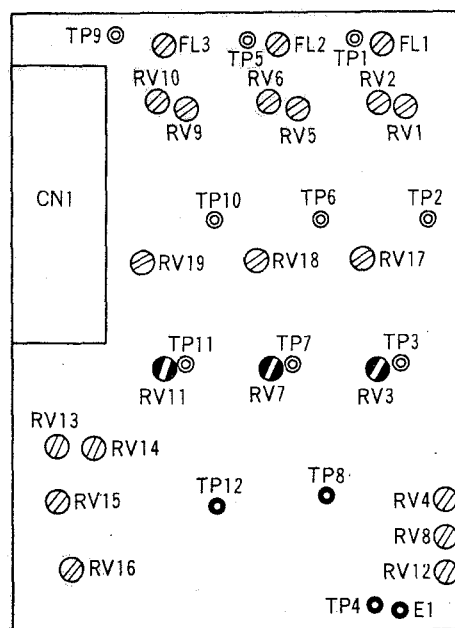 TP9
FL3
TP5
FL2
TP1
FL1
RV10
RV6
RV2
RV9
RV5
RV1
CN1
TP10
TP6
TP2
RV19
RV18
RV17
TP11
TP7
TP3
RV11
RV7
RV3
RV13
RV14
TP12
TP8
RV15
RV4
RV8
RV16
RV12
TP4
E1